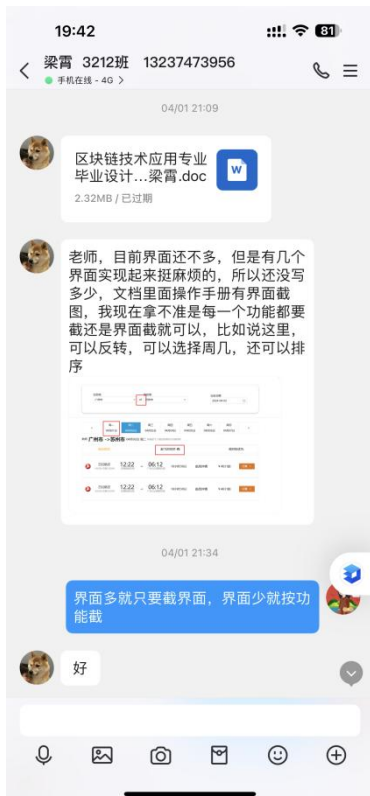 19:42
81
梁霄 3212班 13237473956
手机在线 - 4G >
04/01 21:09
区块链技术应用专业
毕业设计...梁霄.doc
W
2.32MB / 已过期
老师，目前界面还不多，但是有几个
界面实现起来挺麻烦的，所以还没写
多少，文档里面操作手册有界面截
图，我现在拿不准是每一个功能都要
截还是界面截就可以，比如说这里，
可以反转，可以选择周几，还可以排
序
12:22
06:12
12:22
06:12
04/01 21:34
界面多就只要截界面，界面少就按功
能截
好